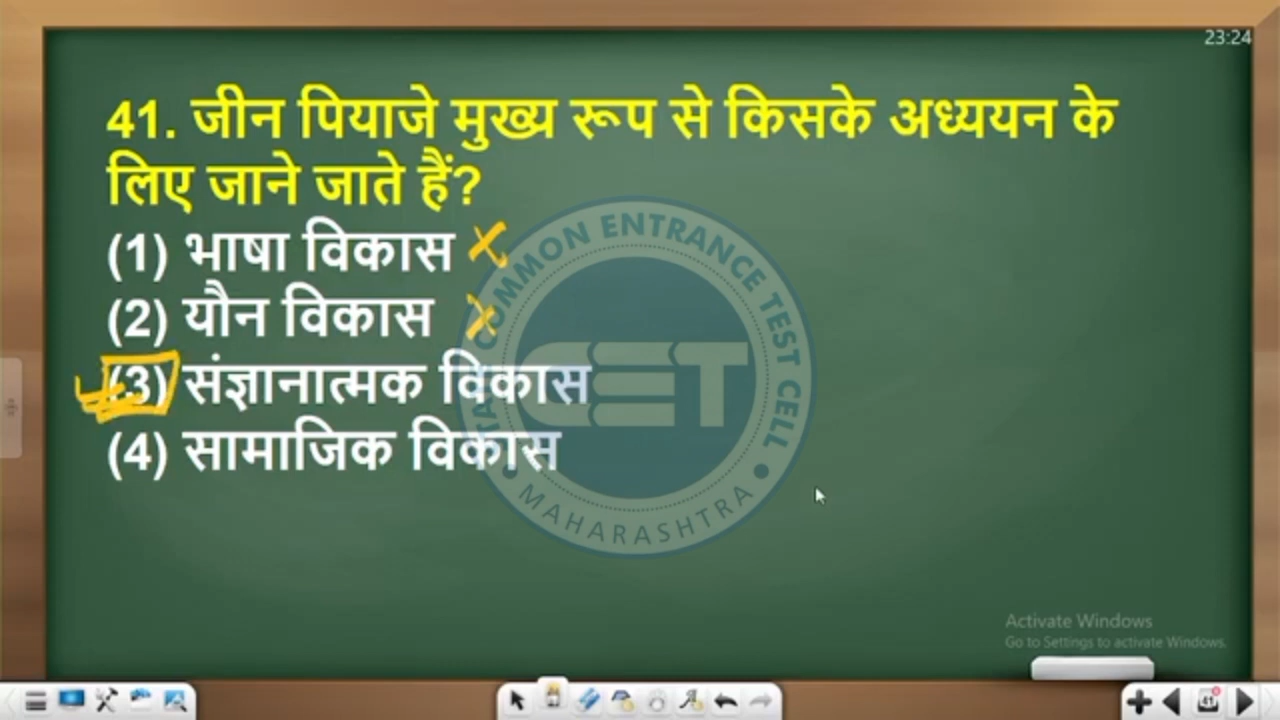 23:24
41. जीन पियाजे मुख्य रूप से किसके अध्ययन के
लिए जाने जाते हैं?
(1) भाषा विकास
(2) यौन विकास
(3) संज्ञानात्मक विकास
(4) सामाजिक विकास
COMMON ENTRANCE TEST CELL
CET
MAHARASHTRA
Activate Windows
Go to Settings to activate Windows.
41